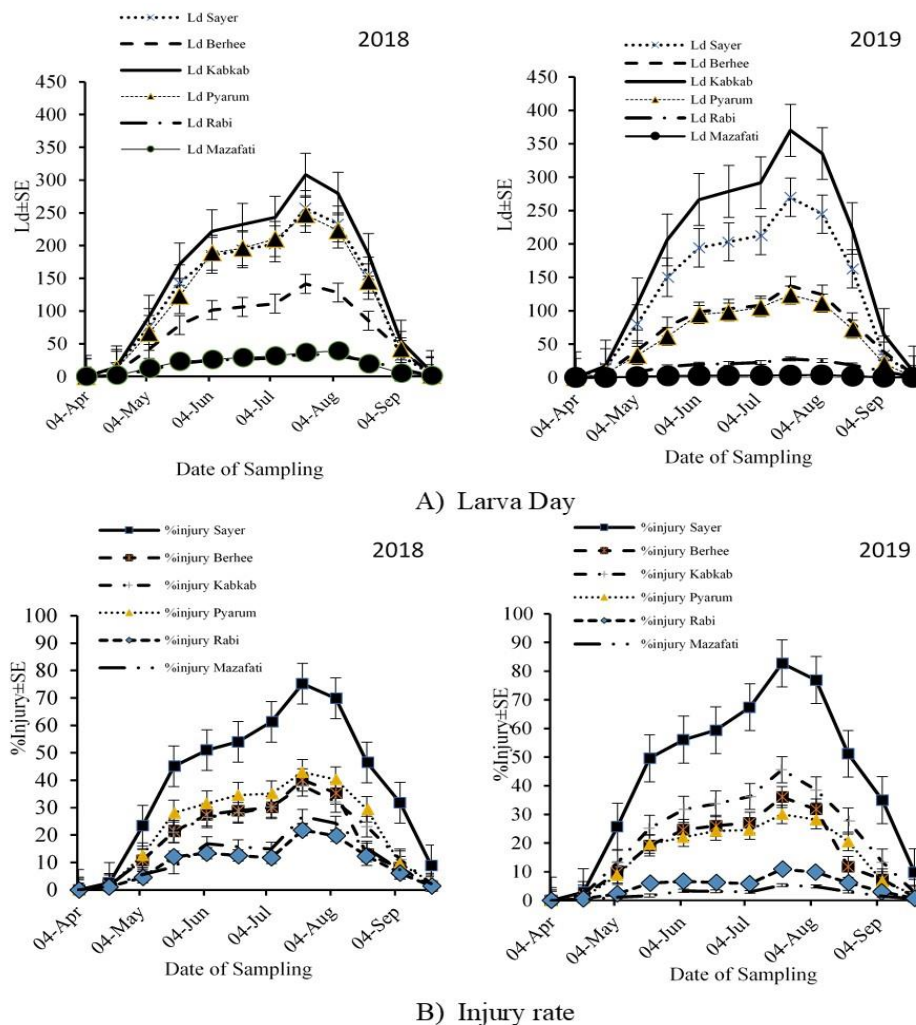 Ld Sayer
Ld Berhee
Ld Kabkab
Ld Pyarum
Ld Rabi
Ld Mazafati
2018
450
400
350
300
250
200
150
100
50
0
Ld±SE
04-Apr
04-May
04-Jun
04-Jul
04-Aug
04-Sep
Date of Sampling
Ld Sayer
Ld Berhee
Ld Kabkab
Ld Pyarum
Ld Rabi
Ld Mazafati
2019
450
400
350
300
250
200
150
100
50
0
Ld±SE
04-Apr
04-May
04-Jun
04-Jul
04-Aug
04-Sep
Date of Sampling
A) Larva Day
%injury Sayer
%injury Berhee
%injury Kabkab
%injury Pyarum
%injury Rabi
%injury Mazafati
2018
100
90
80
70
60
50
40
30
20
10
0
%Injury±SE
04-Apr
04-May
04-Jun
04-Jul
04-Aug
04-Sep
Date of Sampling
%injury Sayer
%injury Berhee
%injury Kabkab
%injury Pyarum
%injury Rabi
%injury Mazafati
2019
100
90
80
70
60
50
40
30
20
10
0
%Injury±SE
04-Apr
04-May
04-Jun
04-Jul
04-Aug
04-Sep
Date of Sampling
B) Injury rate